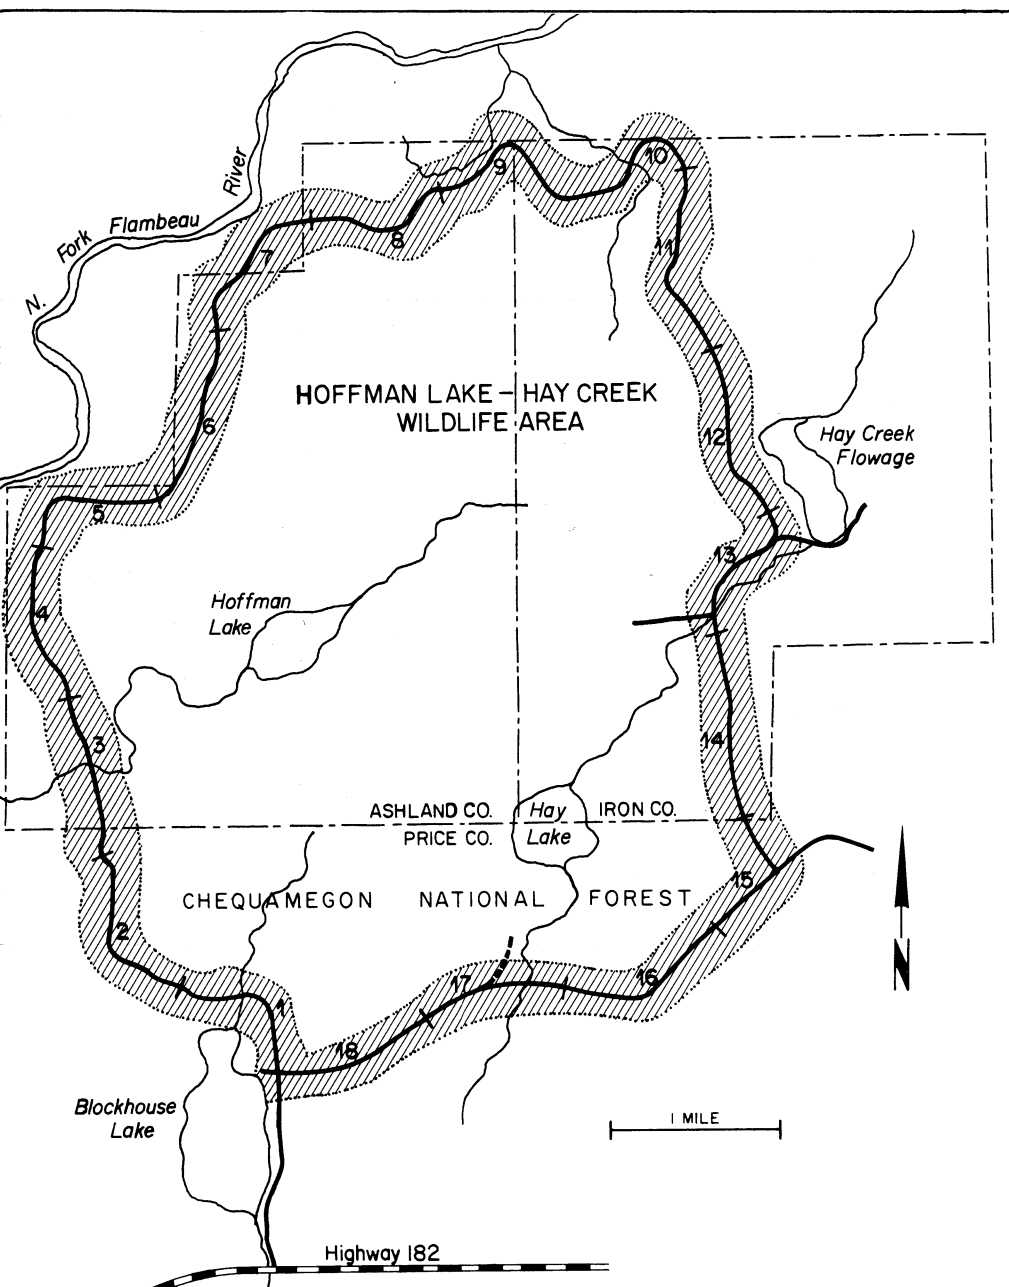 River
Flambeau
Fork
N.
9
10
8
7
11
HOFFMAN LAKE – HAY CREEK
WILDLIFE AREA
6
12
Hay Creek
Flowage
5
13
4
Hoffman
Lake
3
14
ASHLAND CO.
Hay
IRON CO.
PRICE CO.
Lake
15
CHEQUAMEGON NATIONAL FOREST
2
16
17
N
1
18
Blockhouse
Lake
1 MILE
Highway 182